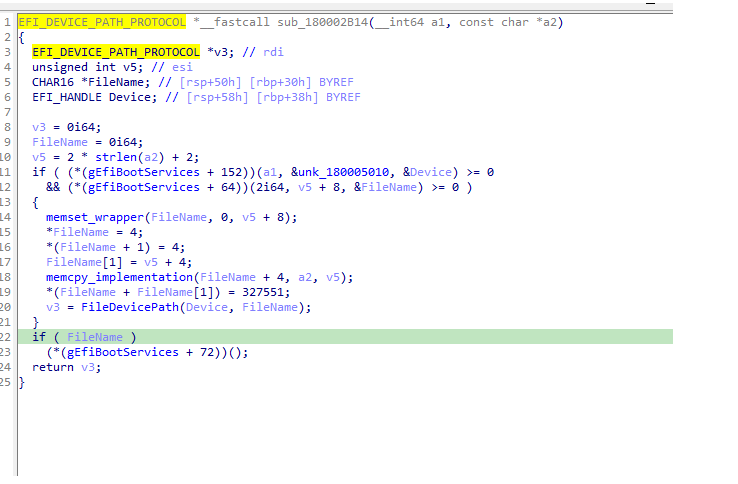 1 EFI_DEVICE_PATH_PROTOCOL *__fastcall sub_180002B14(__int64 a1, const char *a2)
2 {
3 EFI_DEVICE_PATH_PROTOCOL *v3; // rdi
4 unsigned int v5; // esi
5 CHAR16 *FileName; // [rsp+50h] [rbp+30h] BYREF
6 EFI_HANDLE Device; // [rsp+58h] [rbp+38h] BYREF
7
8 v3 = 0i64;
9 FileName = 0i64;
10 v5 = 2 * strlen(a2) + 2;
11 if ( (*(gEfiBootServices + 152))(a1, &unk_180005010, &Device) >= 0
12 && (*(gEfiBootServices + 64))(2i64, v5 + 8, &FileName) >= 0 )
13 {
14 memset_wrapper(FileName, 0, v5 + 8);
15 *FileName = 4;
16 *(FileName + 1) = 4;
17 FileName[1] = v5 + 4;
18 memcpy_implementation(FileName + 4, a2, v5);
19 *(FileName + FileName[1]) = 327551;
20 v3 = FileDevicePath(Device, FileName);
21 }
22 if ( FileName )
23 (*(gEfiBootServices + 72))();
24 return v3;
25 }